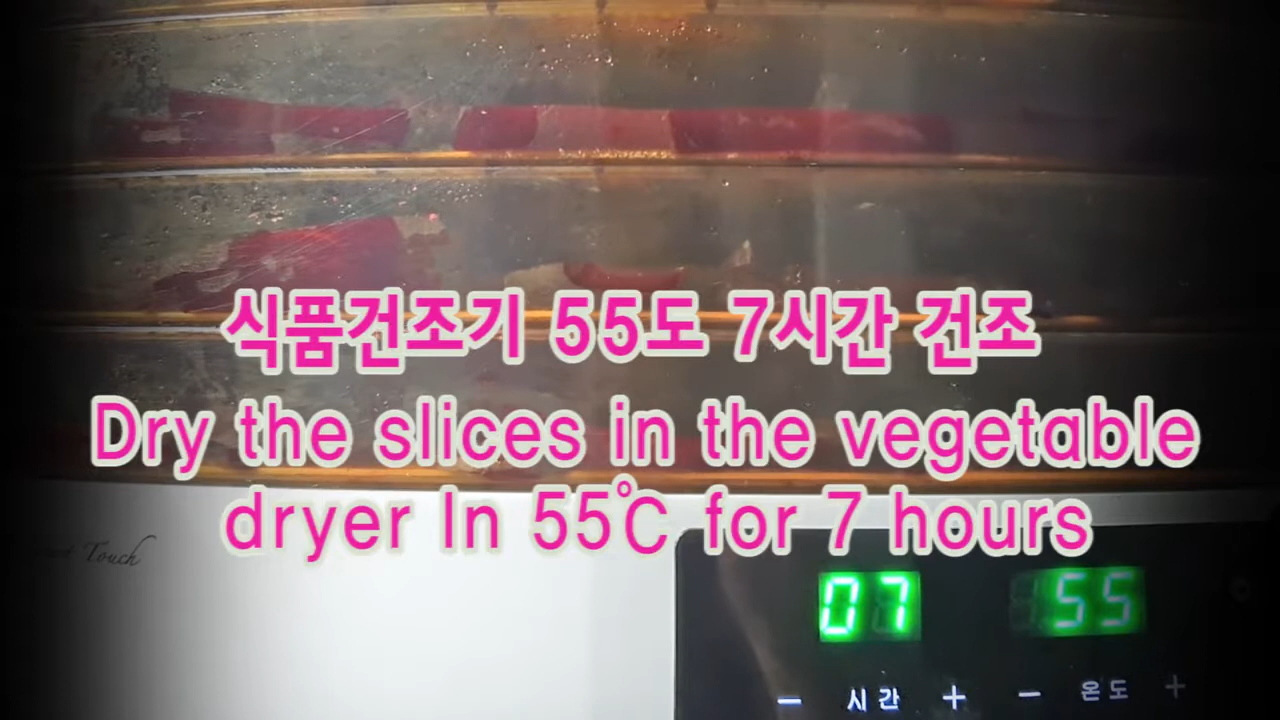 식품건조기 55도 7시간 건조
Dry the slices in the vegetable
dryer In 55℃ for 7 hours
Touch
07 55
− 시간 + − 온도 +